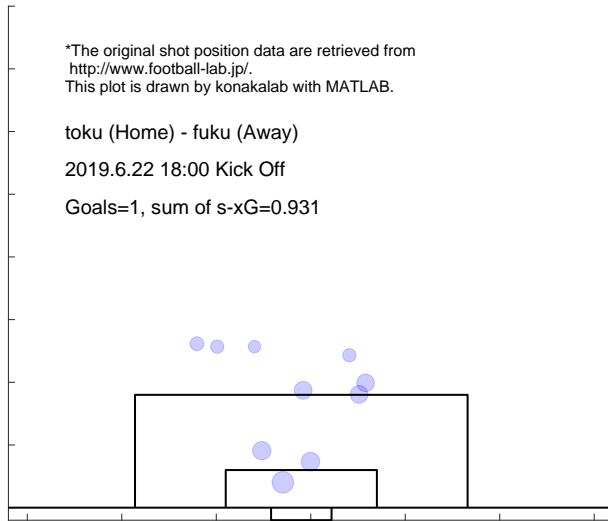 *The original shot position data are retrieved from
http://www.football-lab.jp/.
This plot is drawn by konakalab with MATLAB.
toku (Home) - fuku (Away)
2019.6.22 18:00 Kick Off
Goals=1, sum of s-xG=0.931